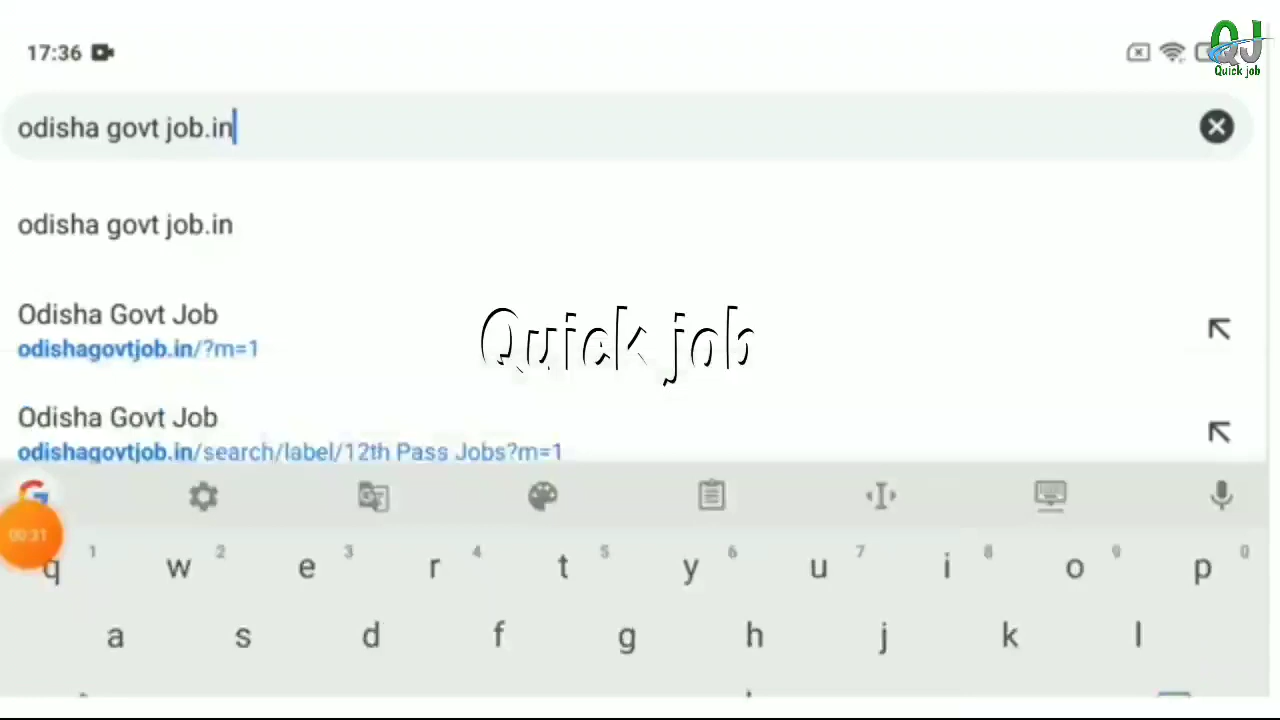 17:36
QJ
Quick job
odisha govt job.in
odisha govt job.in
Odisha Govt Job
odishagovtjob.in/?m=1
Quick job
Odisha Govt Job
odishagovtjob.in/search/label/12th Pass Jobs?m=1
G
00:31
1 2 3 4 5 6 7 8 9 0
q w e r t y u i o p
a s d f g h j k l